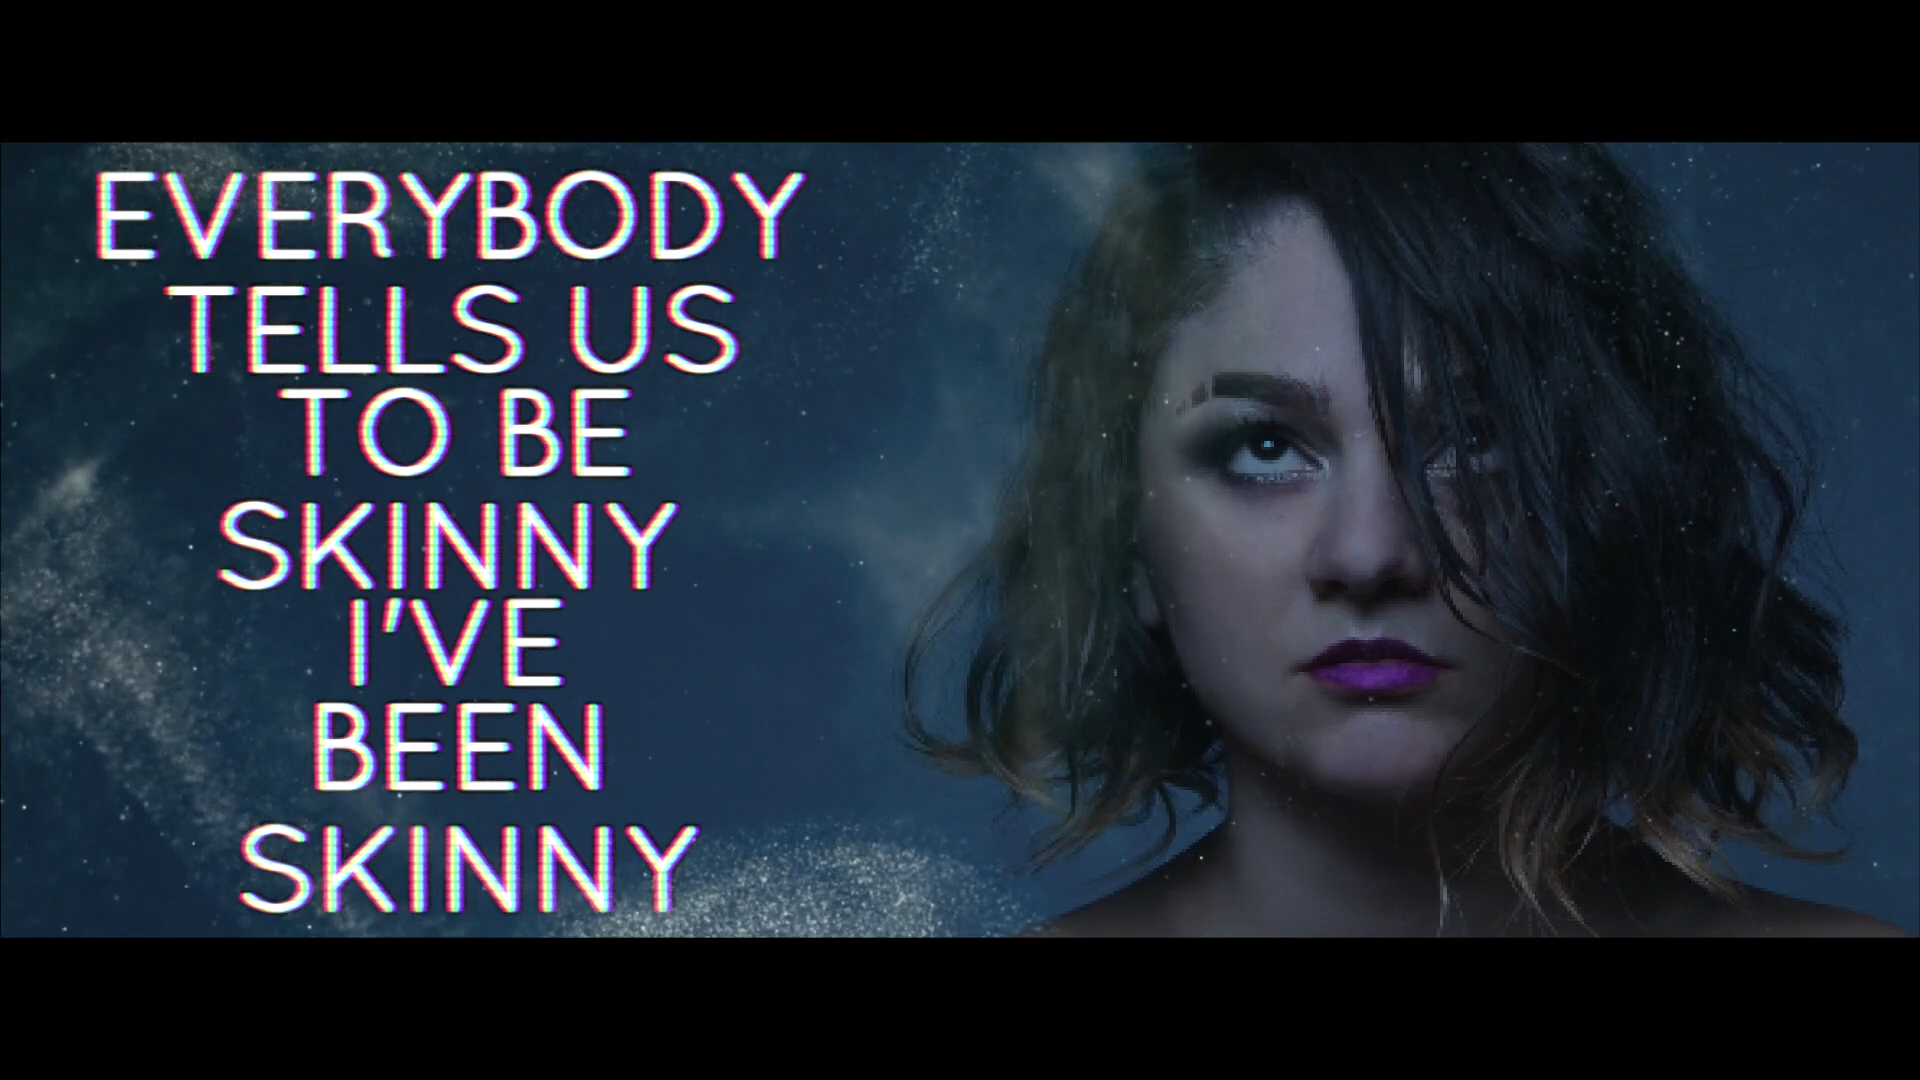 EVERYBODY
TELLS US
TO BE
SKINNY
I'VE
BEEN
SKINNY